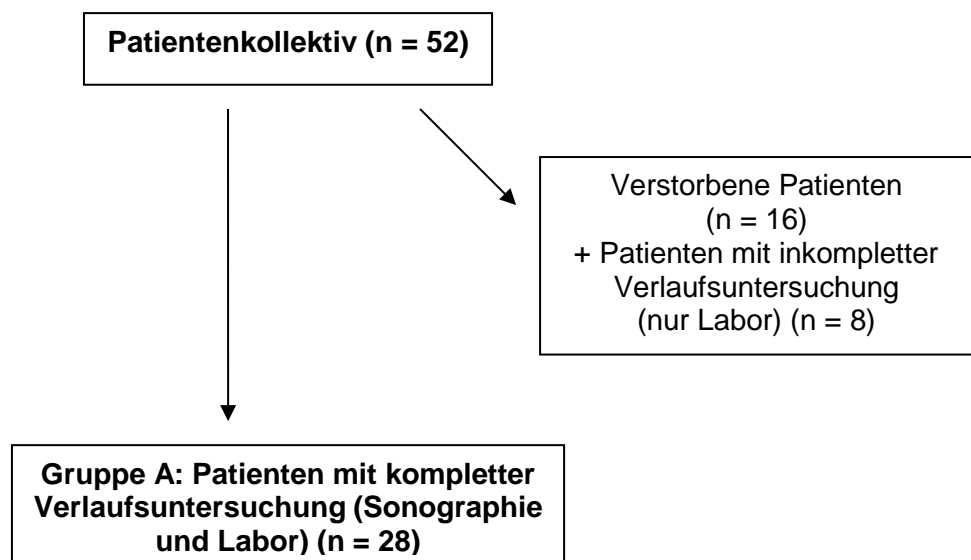 Patientenkollektiv (n = 52)
Verstorbene Patienten
(n = 16)
+ Patienten mit inkompletter
Verlaufsuntersuchung
(nur Labor) (n = 8)
Gruppe A: Patienten mit kompletter
Verlaufsuntersuchung (Sonographie
und Labor) (n = 28)